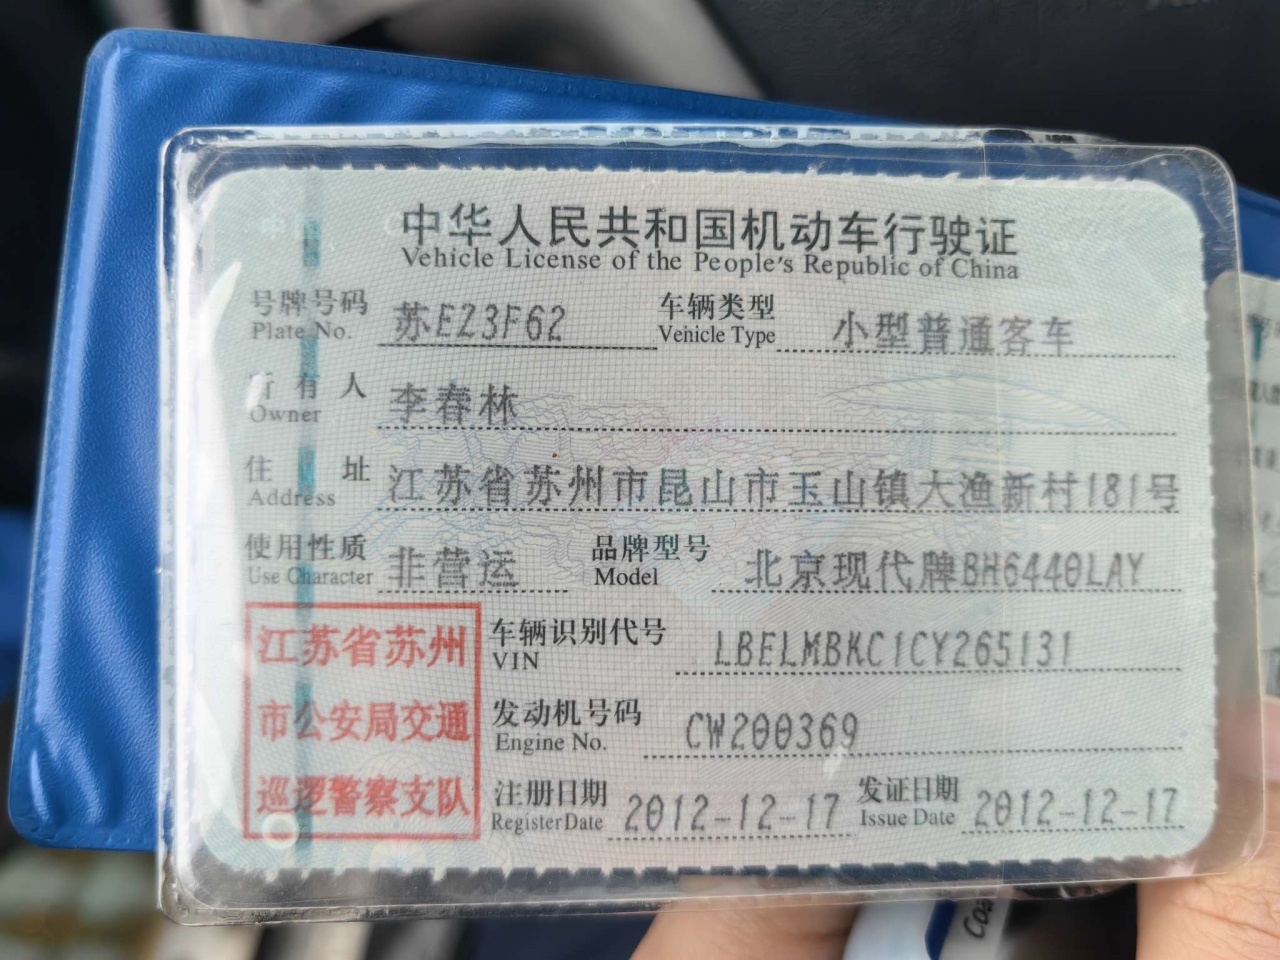 中华人民共和国机动车行驶证
Vehicle License of the People's Republic of China
号牌号码 苏EZ3F62 车辆类型 小型普通客车
Plate No. Vehicle Type
所有人 李春林
Owner
住址 江苏省苏州市昆山市玉山镇大渔新村181号
Address
使用性质 非营运 品牌型号 北京现代牌BH6440LAY
Use Character Model
江苏省苏州
市公安局交通
巡逻警察支队
车辆识别代号 LBELMBKC1CY265131
VIN
发动机号码 CW200369
Engine No.
注册日期 2012-12-17 发证日期 2012-12-17
Register Date Issue Date